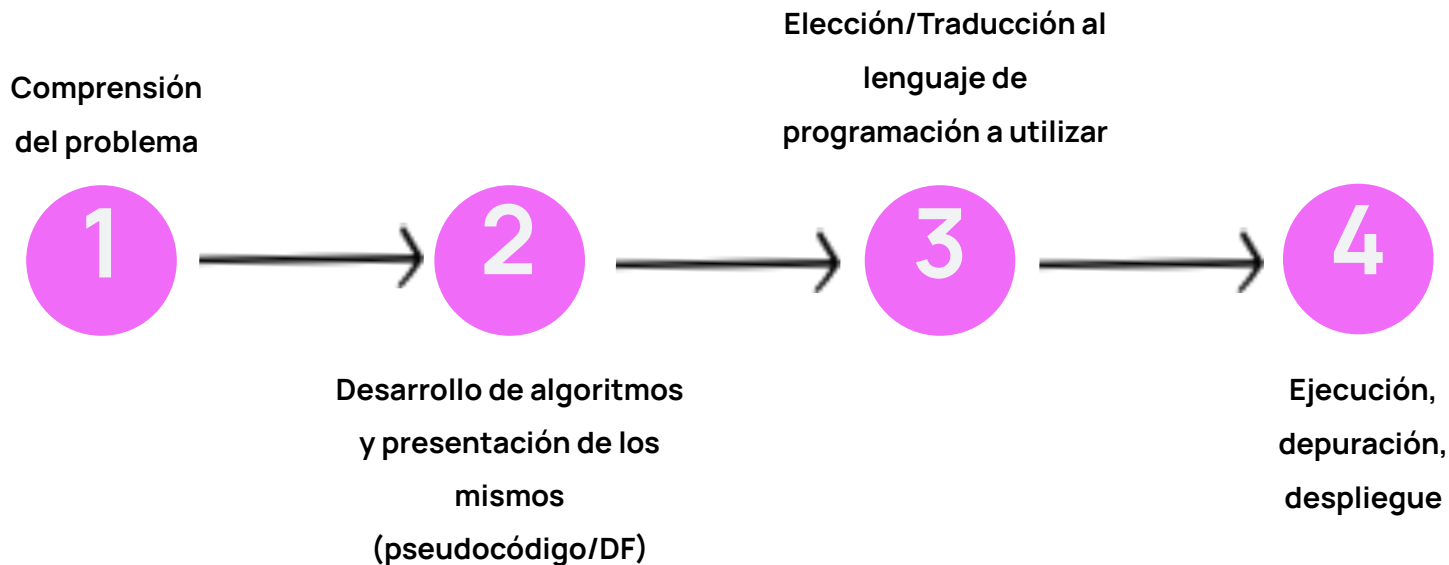 Comprensión
del problema
1
Desarrollo de algoritmos
y presentación de los
mismos
(pseudocódigo/DF)
2
Elección/Traducción al
lenguaje de
programación a utilizar
3
Ejecución,
depuración,
despliegue
4